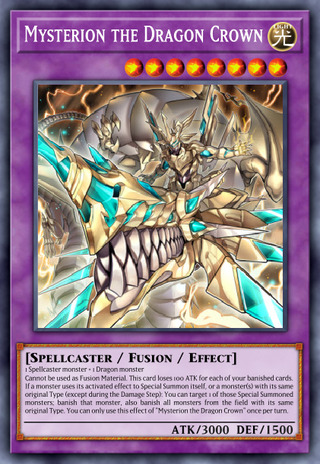 Mysterion the Dragon Crown
LIGHT
光
[Spellcaster / Fusion / Effect]
1 Spellcaster monster + 1 Dragon monster
Cannot be used as Fusion Material. This card loses 100 ATK for each of your banished cards.
If a monster uses its activated effect to Special Summon itself, or a monster(s) with its same
original Type (except during the Damage Step): You can target 1 of those Special Summoned
monsters; banish that monster, also banish all monsters from the field with its same
original Type. You can only use this effect of "Mysterion the Dragon Crown" once per turn.
ATK/3000 DEF/1500